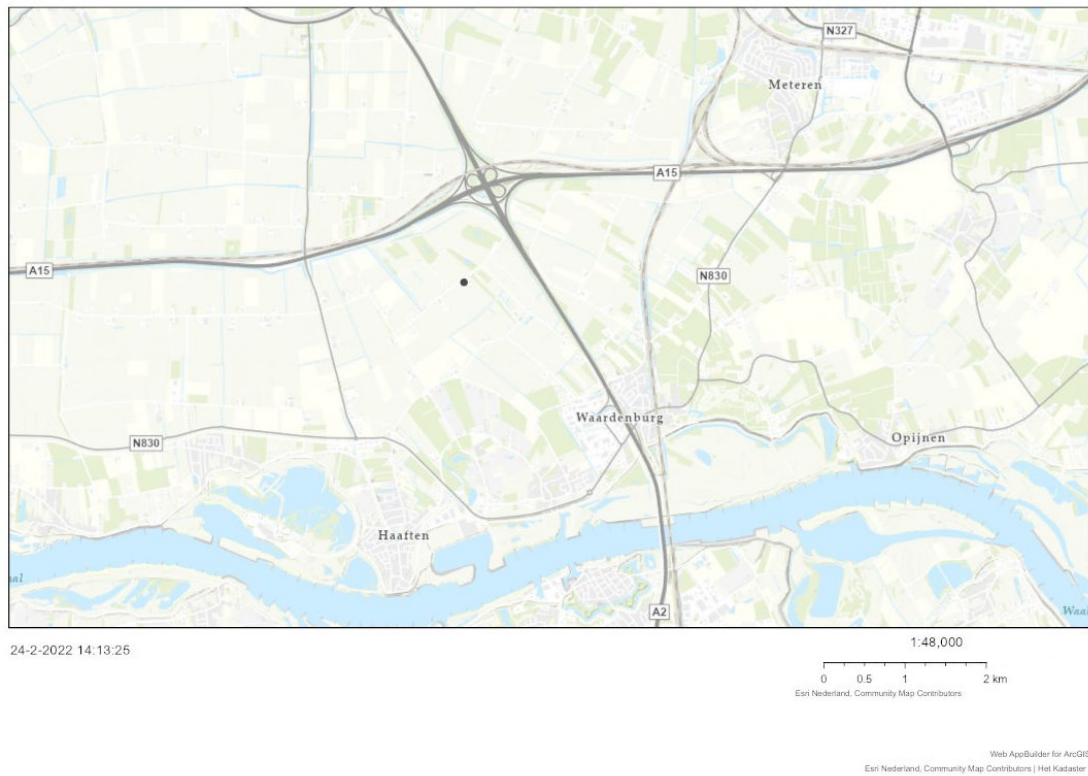 N327
Meteren
A15
A15
N830
Waardenburg
N830
Opijnen
Haaften
Waal
A2
24-2-2022 14:13:25
1:48,000
0 0.5 1 2 km
Esri Nederland, Community Map Contributors
Web AppBuilder for ArcGIS
Esri Nederland, Community Map Contributors | Het Kadaster